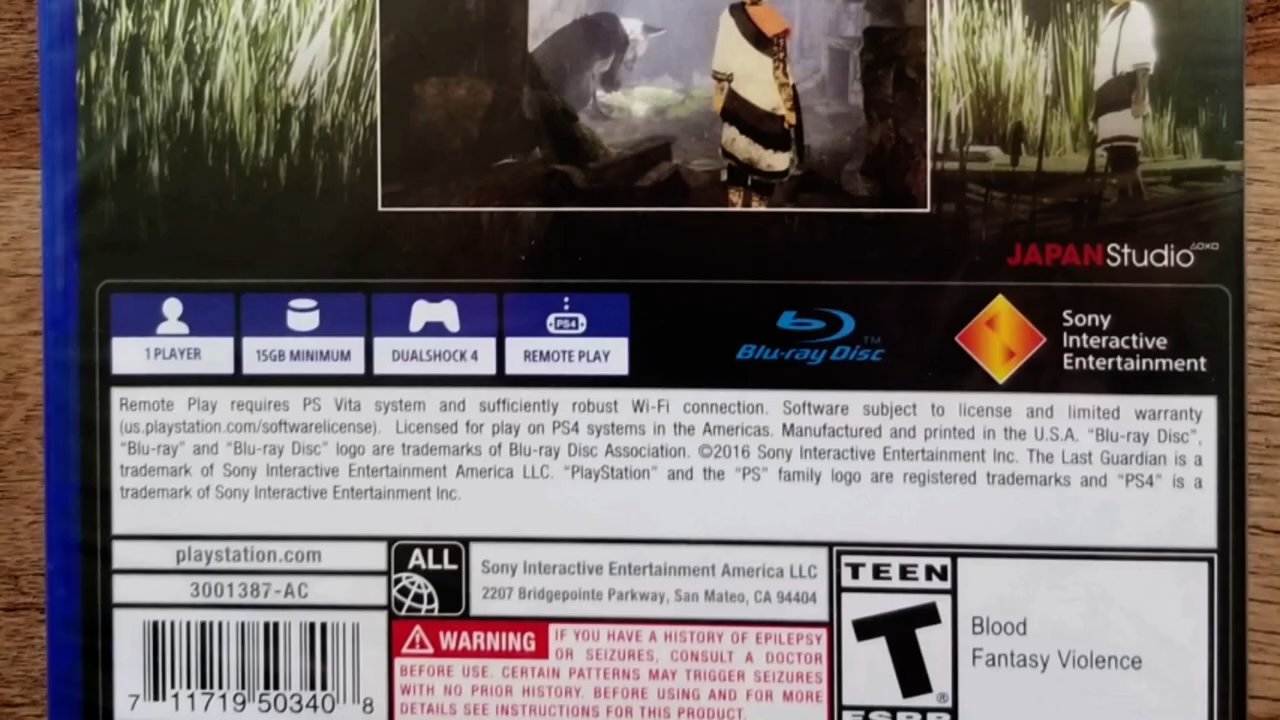 JAPANStudio
1 PLAYER
15GB MINIMUM
DUALSHOCK 4
PS4
REMOTE PLAY
Blu-ray Disc™
Sony
Interactive
Entertainment
Remote Play requires PS Vita system and sufficiently robust Wi-Fi connection. Software subject to license and limited warranty
(us.playstation.com/softwarelicense). Licensed for play on PS4 systems in the Americas. Manufactured and printed in the U.S.A. “Blu-ray Disc”,
“Blu-ray” and “Blu-ray Disc” logo are trademarks of Blu-ray Disc Association. ©2016 Sony Interactive Entertainment Inc. The Last Guardian is a
trademark of Sony Interactive Entertainment America LLC. “PlayStation” and the “PS” family logo are registered trademarks and “PS4” is a
trademark of Sony Interactive Entertainment Inc.
playstation.com
3001387-AC
7 11719 50340 8
ALL
Sony Interactive Entertainment America LLC
2207 Bridgepointe Parkway, San Mateo, CA 94404
WARNING IF YOU HAVE A HISTORY OF EPILEPSY
OR SEIZURES, CONSULT A DOCTOR
BEFORE USE. CERTAIN PATTERNS MAY TRIGGER SEIZURES
WITH NO PRIOR HISTORY. BEFORE USING AND FOR MORE
DETAILS SEE INSTRUCTIONS FOR THIS PRODUCT.
TEEN
T®
ESRB
Blood
Fantasy Violence